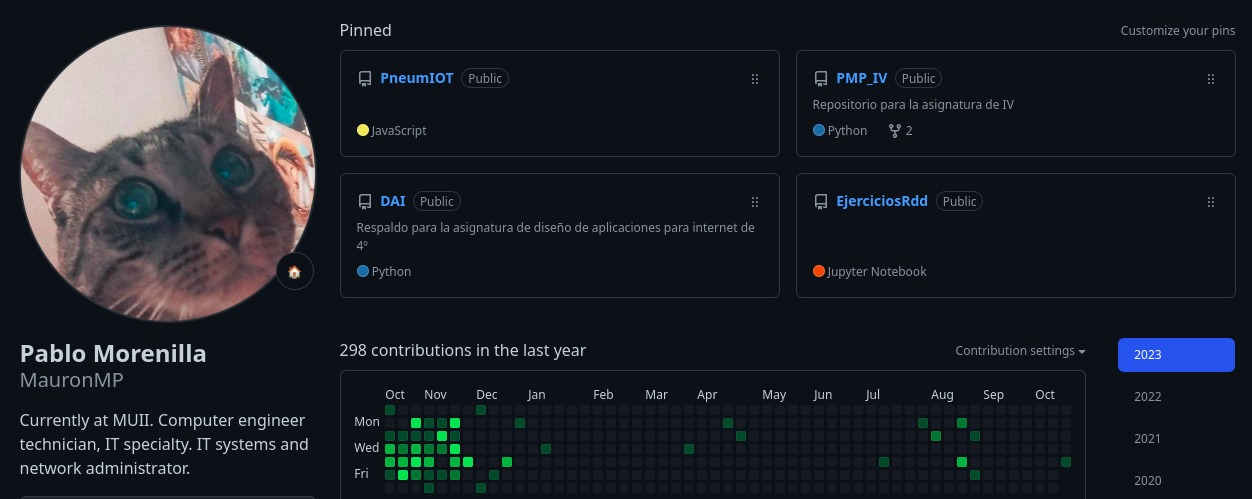 Pinned
Customize your pins
PneumIOT Public
JavaScript
PMP_IV Public
Repositorio para la asignatura de IV
Python 2
DAI Public
Respaldo para la asignatura de diseño de aplicaciones para internet de
4º
Python
EjerciciosRdd Public
Jupyter Notebook
Pablo Morenilla
MauronMP
Currently at MUII. Computer engineer
technician, IT specialty. IT systems and
network administrator.
298 contributions in the last year
Contribution settings
Oct Nov Dec Jan Feb Mar Apr May Jun Jul Aug Sep Oct
Mon
Wed
Fri
2023
2022
2021
2020